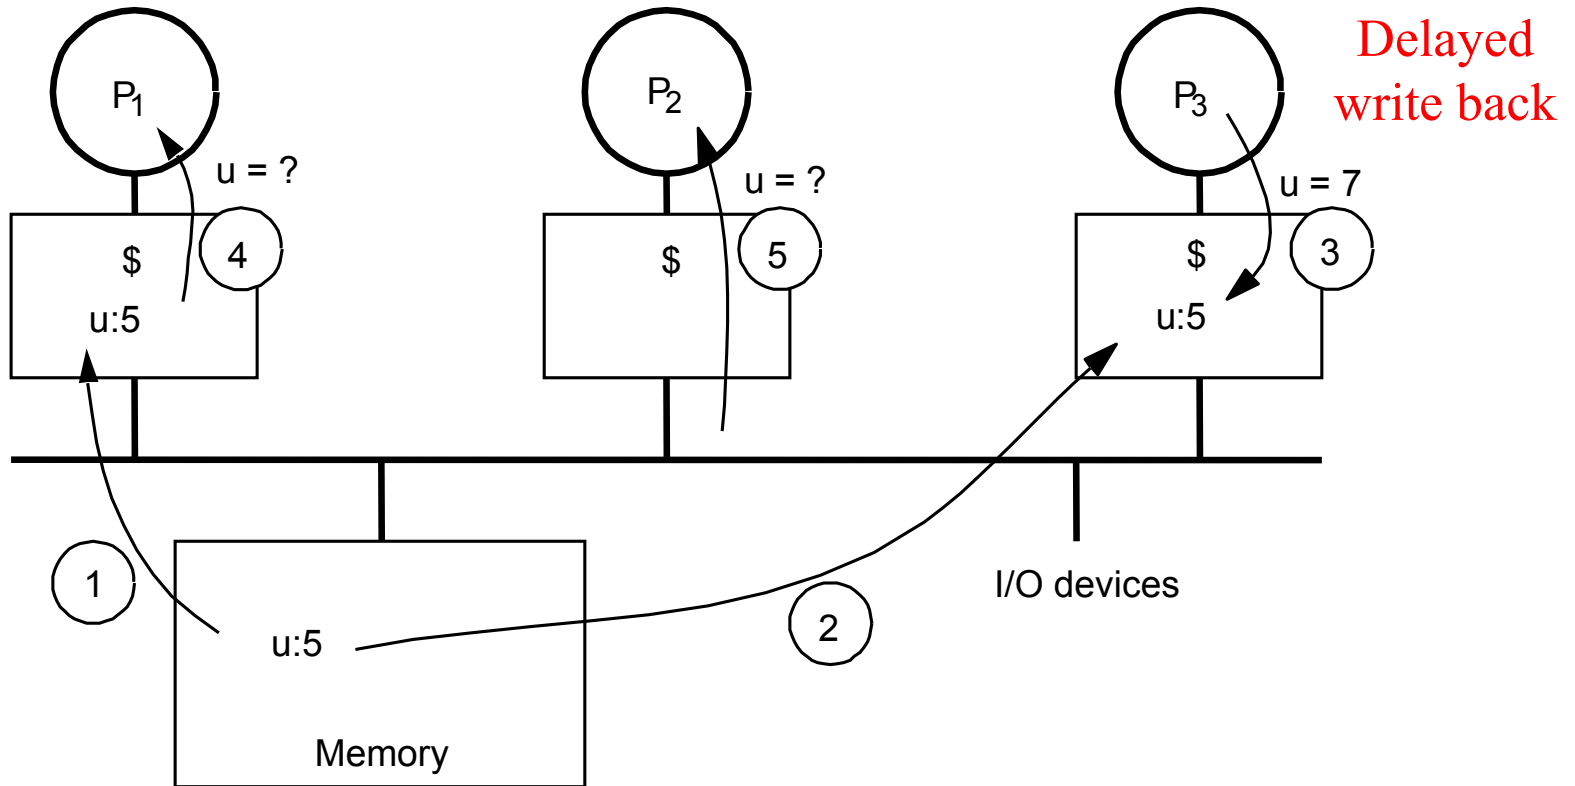 P1
P2
P3
Delayed
write back
u = ?
u = ?
u = 7
$
4
$
5
$
3
u:5
u:5
1
I/O devices
2
u:5
Memory